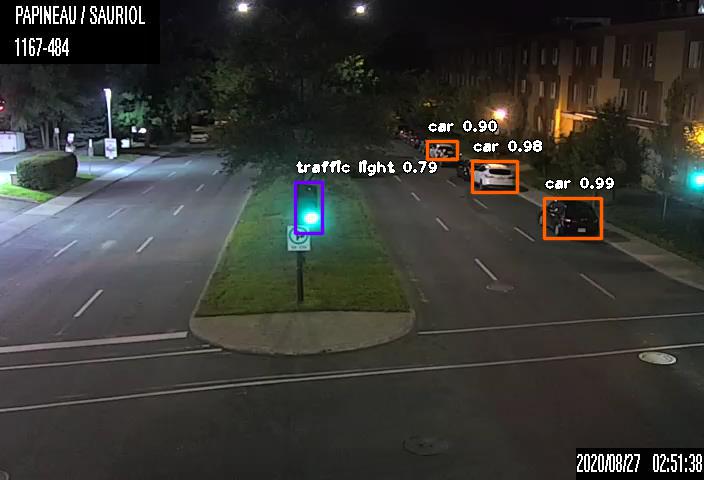 PAPINEAU / SAURIOL
1167-484
car 0.90
car 0.98
traffic light 0.79
car 0.99
P
2020/08/27 02:51:38